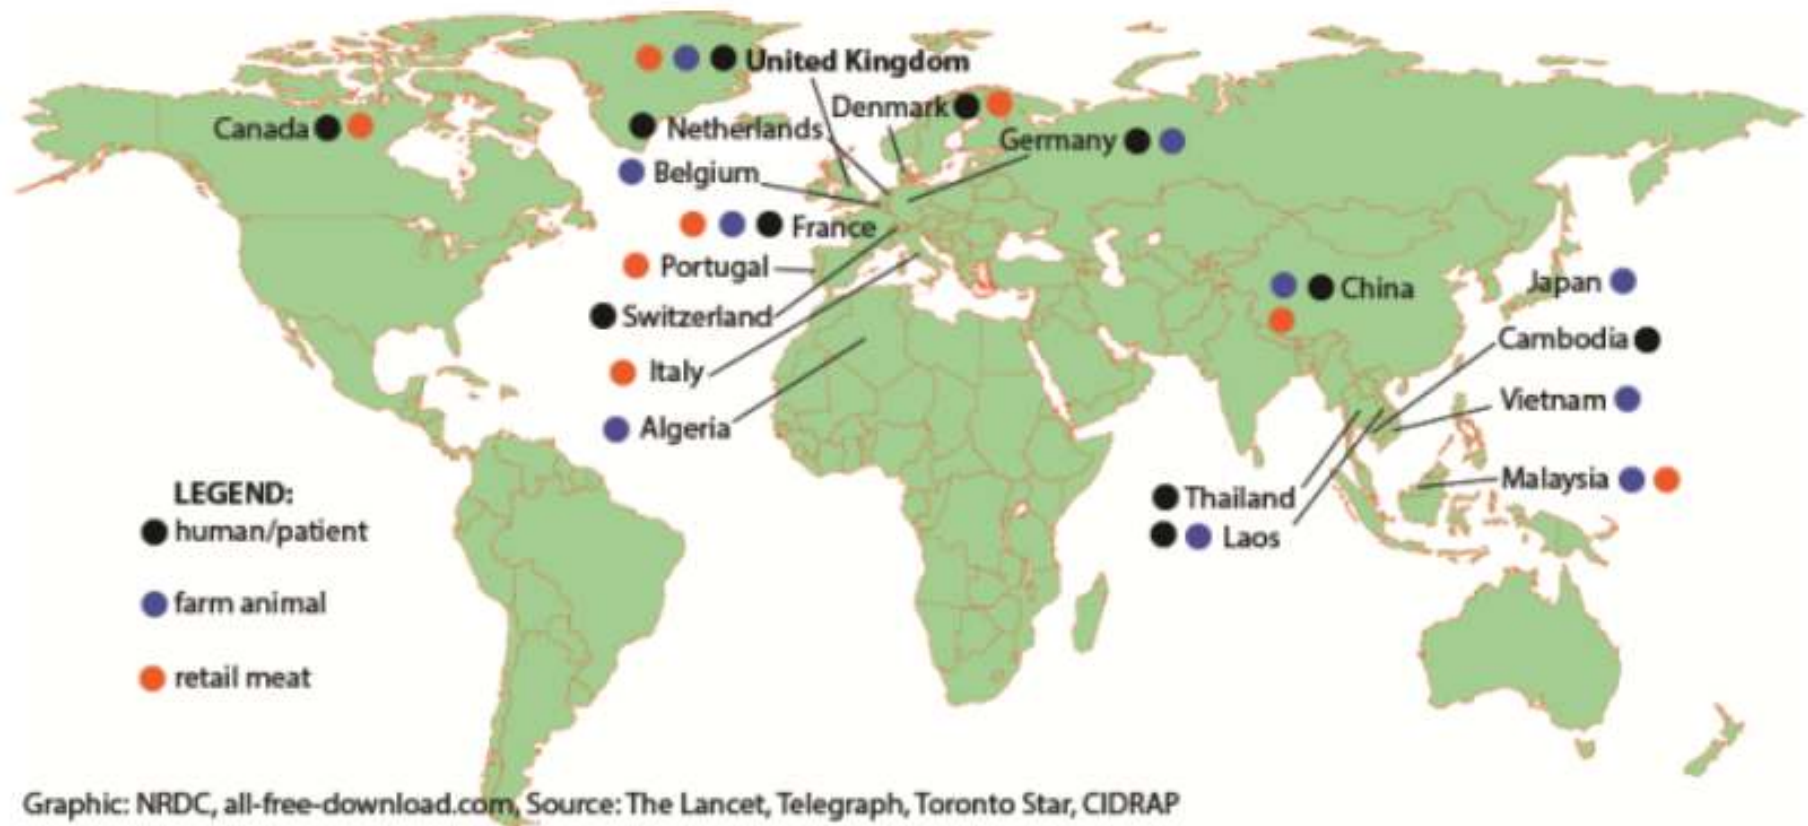 United Kingdom
Denmark
Canada
Netherlands
Germany
Belgium
France
Portugal
China
Japan
Switzerland
Cambodia
Italy
Vietnam
Algeria
Malaysia
Thailand
Laos
LEGEND:
human/patient
farm animal
retail meat
Graphic: NRDC, all-free-download.com, Source: The Lancet, Telegraph, Toronto Star, CIDRAP